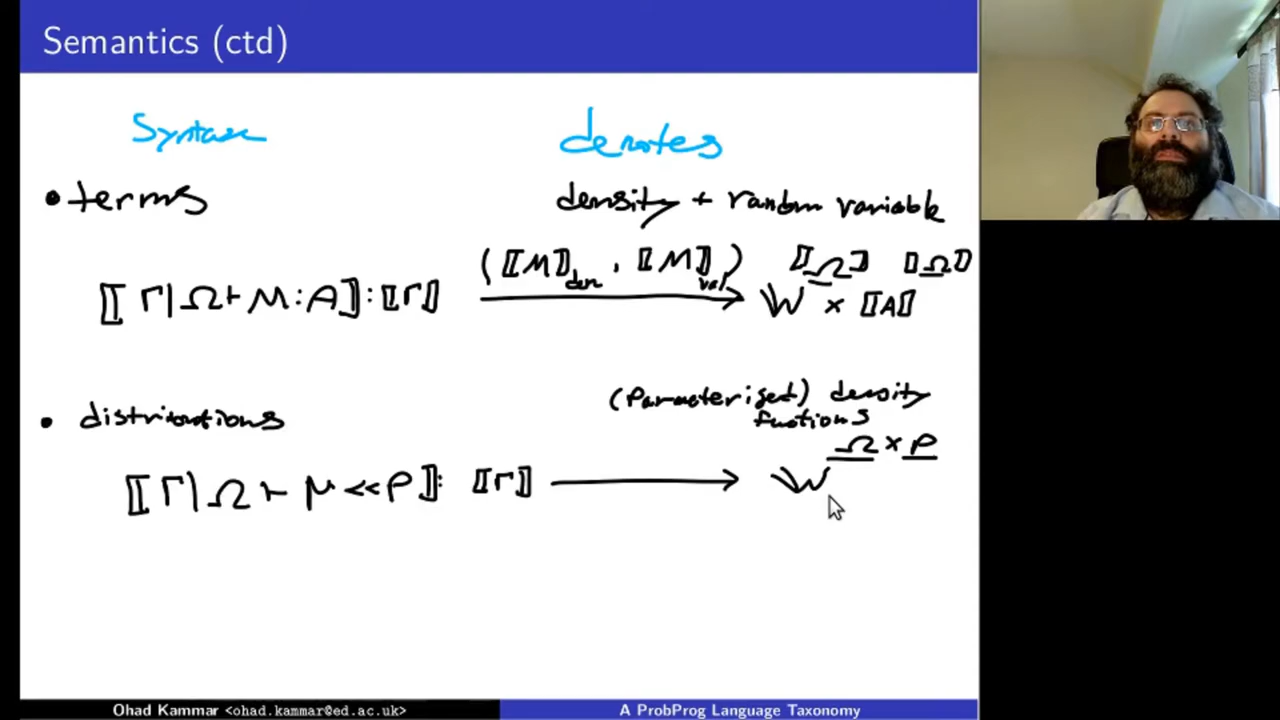 Semantics (ctd)
Syntax denotes
• terms density + random variable
(⟦M⟧den , ⟦M⟧val) ⟦Ω⟧ ⟦Ω⟧
⟦Γ|Ω⊢M:A⟧:⟦Γ⟧ ⟶ W × ⟦A⟧
• distributions (Parameterised) density
functions
Ω×P
⟦Γ|Ω⊢μ≪P⟧: ⟦Γ⟧ ⟶ W
Ohad Kammar <ohad.kammar@ed.ac.uk> A ProbProg Language Taxonomy